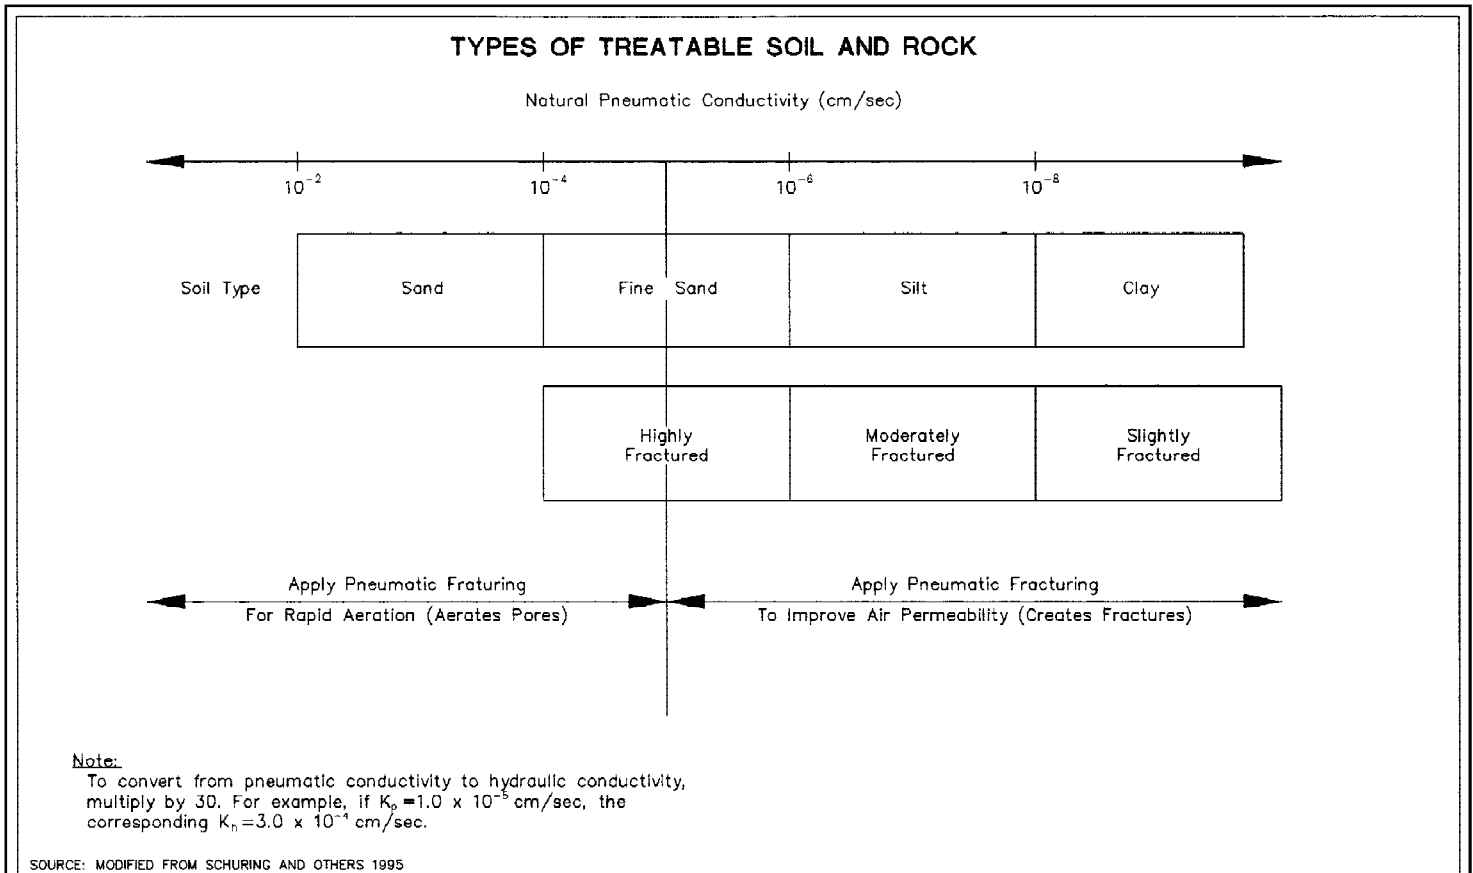 TYPES OF TREATABLE SOIL AND ROCK
Natural Pneumatic Conductivity (cm/sec)
10⁻² 10⁻⁴ 10⁻⁶ 10⁻⁸
Soil Type Sand Fine Sand Silt Clay
Highly Fractured
Moderately Fractured
Slightly Fractured
Apply Pneumatic Fraturing
For Rapid Aeration (Aerates Pores)
Apply Pneumatic Fracturing
To Improve Air Permeability (Creates Fractures)
Note:
To convert from pneumatic conductivity to hydraulic conductivity,
multiply by 30. For example, if Kₚ=1.0 x 10⁻⁵ cm/sec, the
corresponding Kₕ=3.0 x 10⁻⁴ cm/sec.
SOURCE: MODIFIED FROM SCHURING AND OTHERS 1995